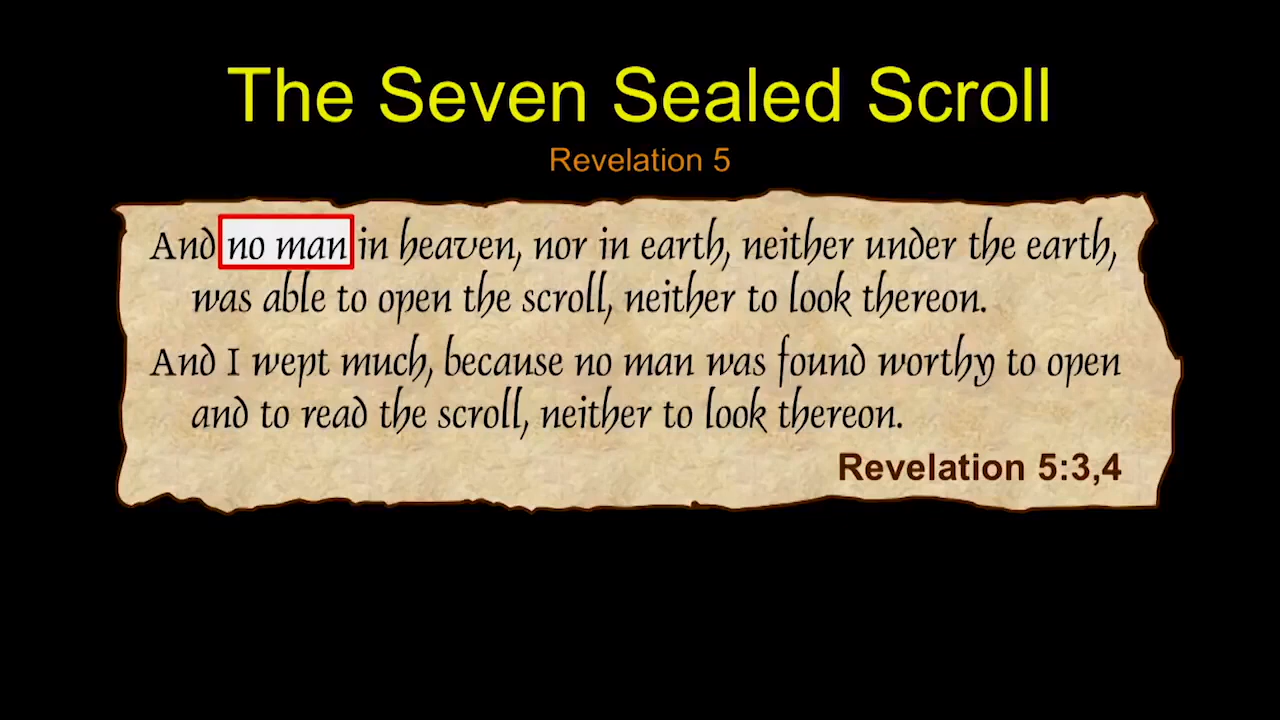 The Seven Sealed Scroll
Revelation 5
And no man in heaven, nor in earth, neither under the earth,
was able to open the scroll, neither to look thereon.
And I wept much, because no man was found worthy to open
and to read the scroll, neither to look thereon.
Revelation 5:3,4